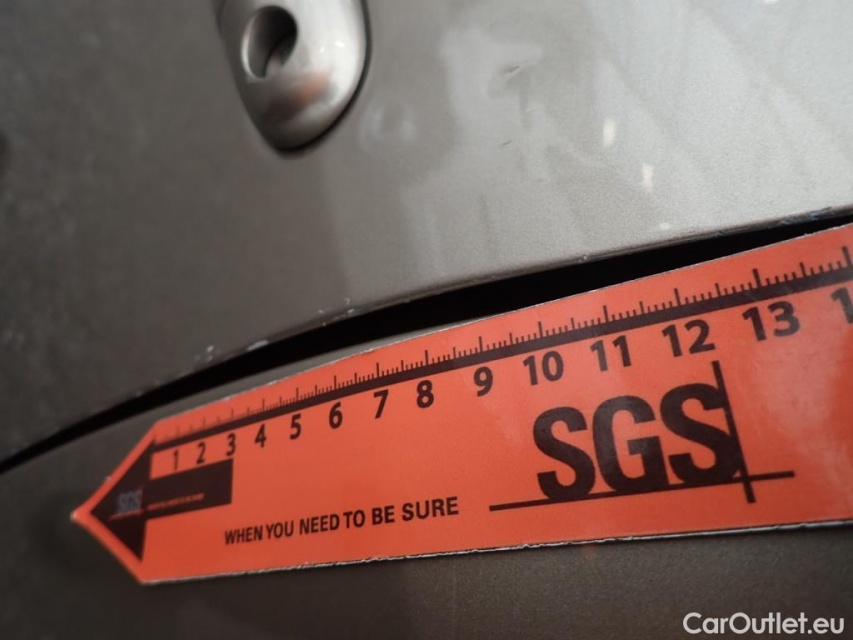 1 2 3 4 5 6 7 8 9 10 11 12 13
SGS
SGS
WHEN YOU NEED TO BE SURE
CarOutlet.eu